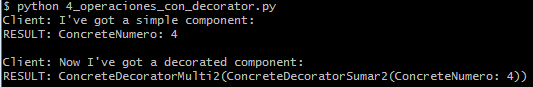 $ python 4_operaciones_con_decorator.py
Client: I've got a simple component:
RESULT: ConcreteNumero: 4
Client: Now I've got a decorated component:
RESULT: ConcreteDecoratorMulti2(ConcreteDecoratorSumar2(ConcreteNumero: 4))